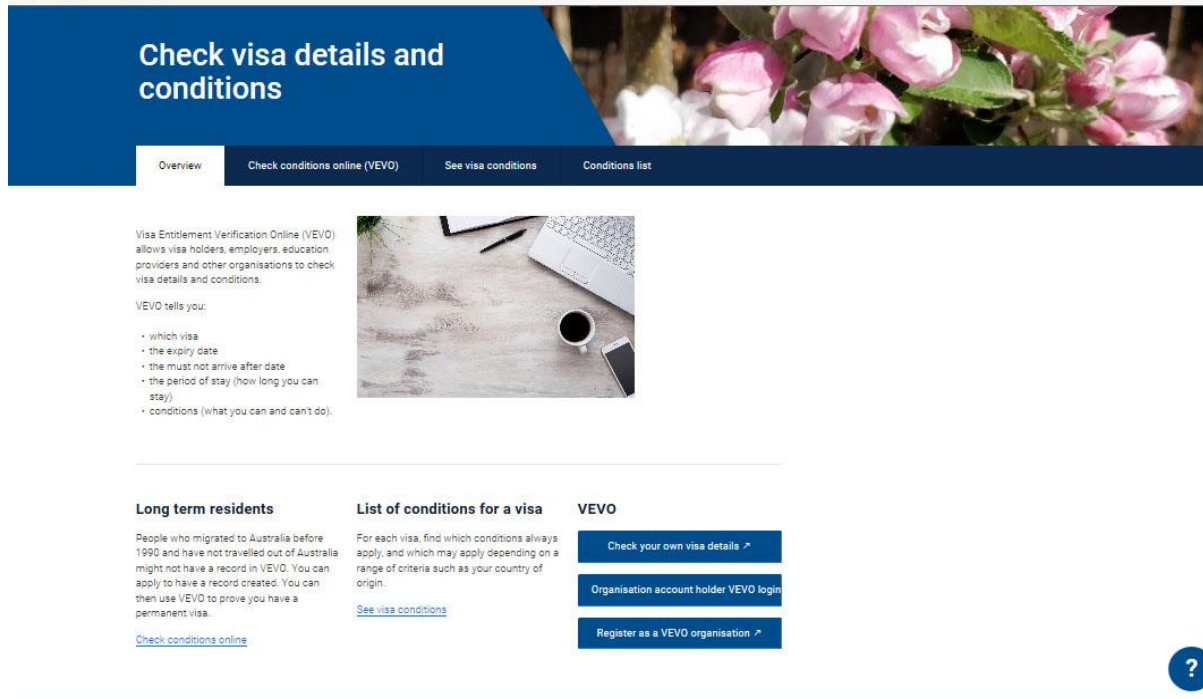 Check visa details and
conditions
Overview
Check conditions online (VEVO)
See visa conditions
Conditions list
Visa Entitlement Verification Online (VEVO)
allows visa holders, employers, education
providers and other organisations to check
visa details and conditions.
VEVO tells you:
• which visa
• the expiry date
• the must not arrive after date
• the period of stay (how long you can
stay)
• conditions (what you can and can't do).
Long term residents
People who migrated to Australia before
1990 and have not travelled out of Australia
might not have a record in VEVO. You can
apply to have a record created. You can
then use VEVO to prove you have a
permanent visa.
Check conditions online
List of conditions for a visa
For each visa, find which conditions always
apply, and which may apply depending on a
range of criteria such as your country of
origin.
See visa conditions
VEVO
Check your own visa details ↗
Organisation account holder VEVO login
Register as a VEVO organisation ↗
?